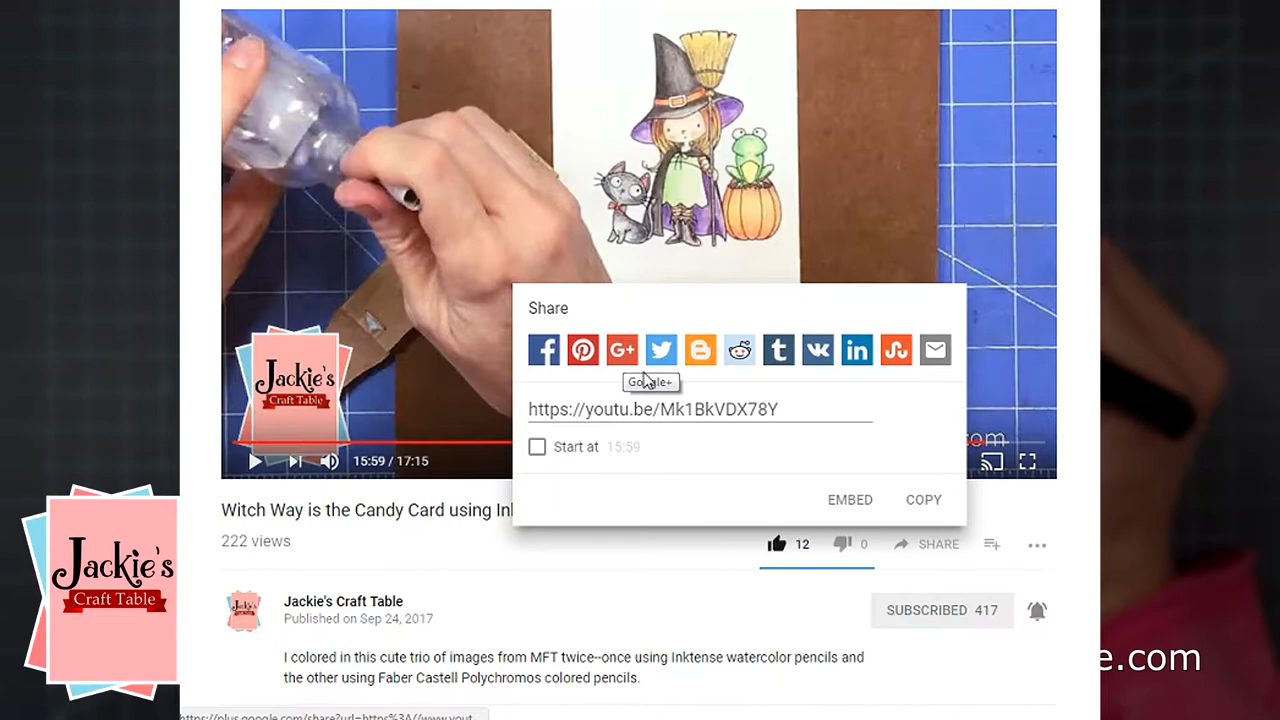 Share
G+
Google+
https://youtu.be/Mk1BkVDX78Y
Start at 15:59
EMBED COPY
Jackie's
Craft Table
15:59 / 17:15
com
Witch Way is the Candy Card using
222 views
12 0 SHARE
Jackie's Craft Table
Published on Sep 24, 2017
SUBSCRIBED 417
I colored in this cute trio of images from MFT twice--once using Inktense watercolor pencils and
the other using Faber Castell Polychromos colored pencils.
Jackie's
Craft Table
e.com